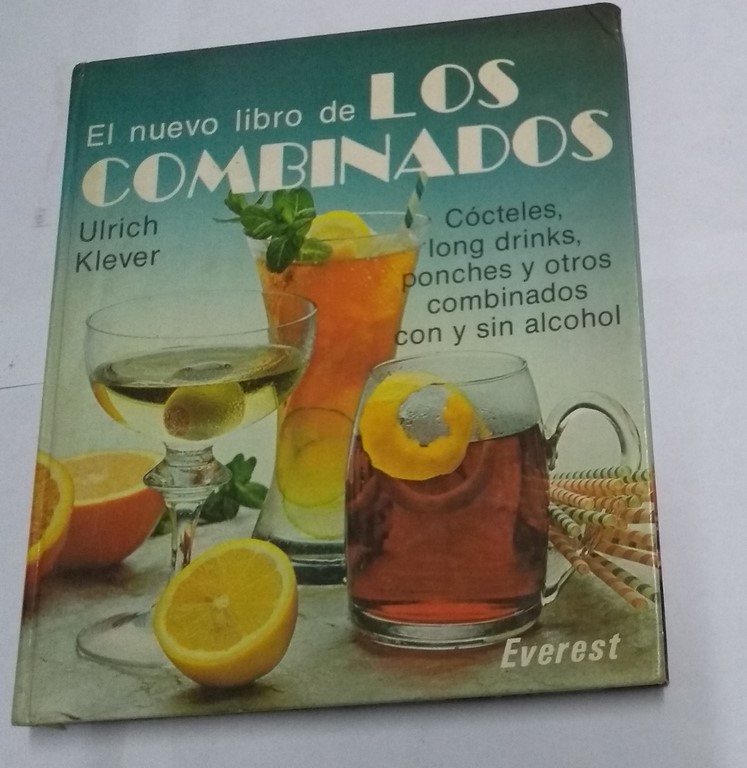 El nuevo libro de LOS
COMBINADOS
Ulrich
Klever
Cócteles,
long drinks,
ponches y otros
combinados
con y sin alcohol
Everest